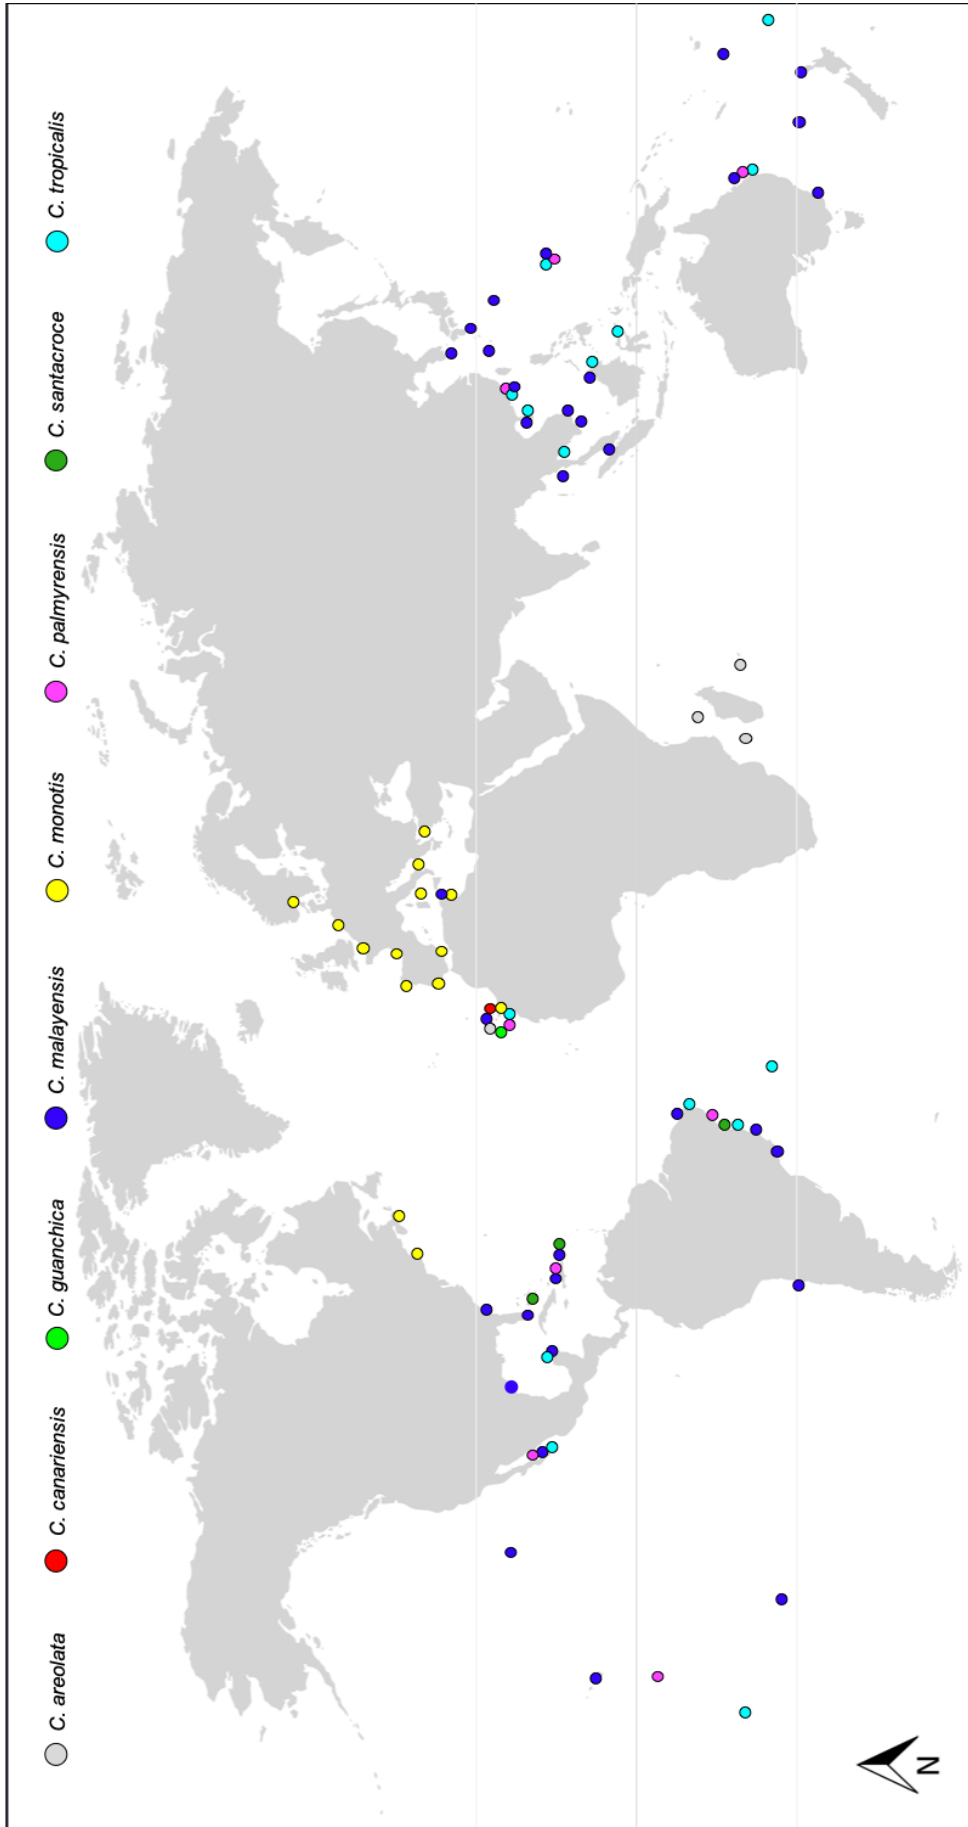 C. areolata
C. canariensis
C. guanchica
C. malayensis
C. monotis
C. palmyrensis
C. santacroce
C. tropicalis
N